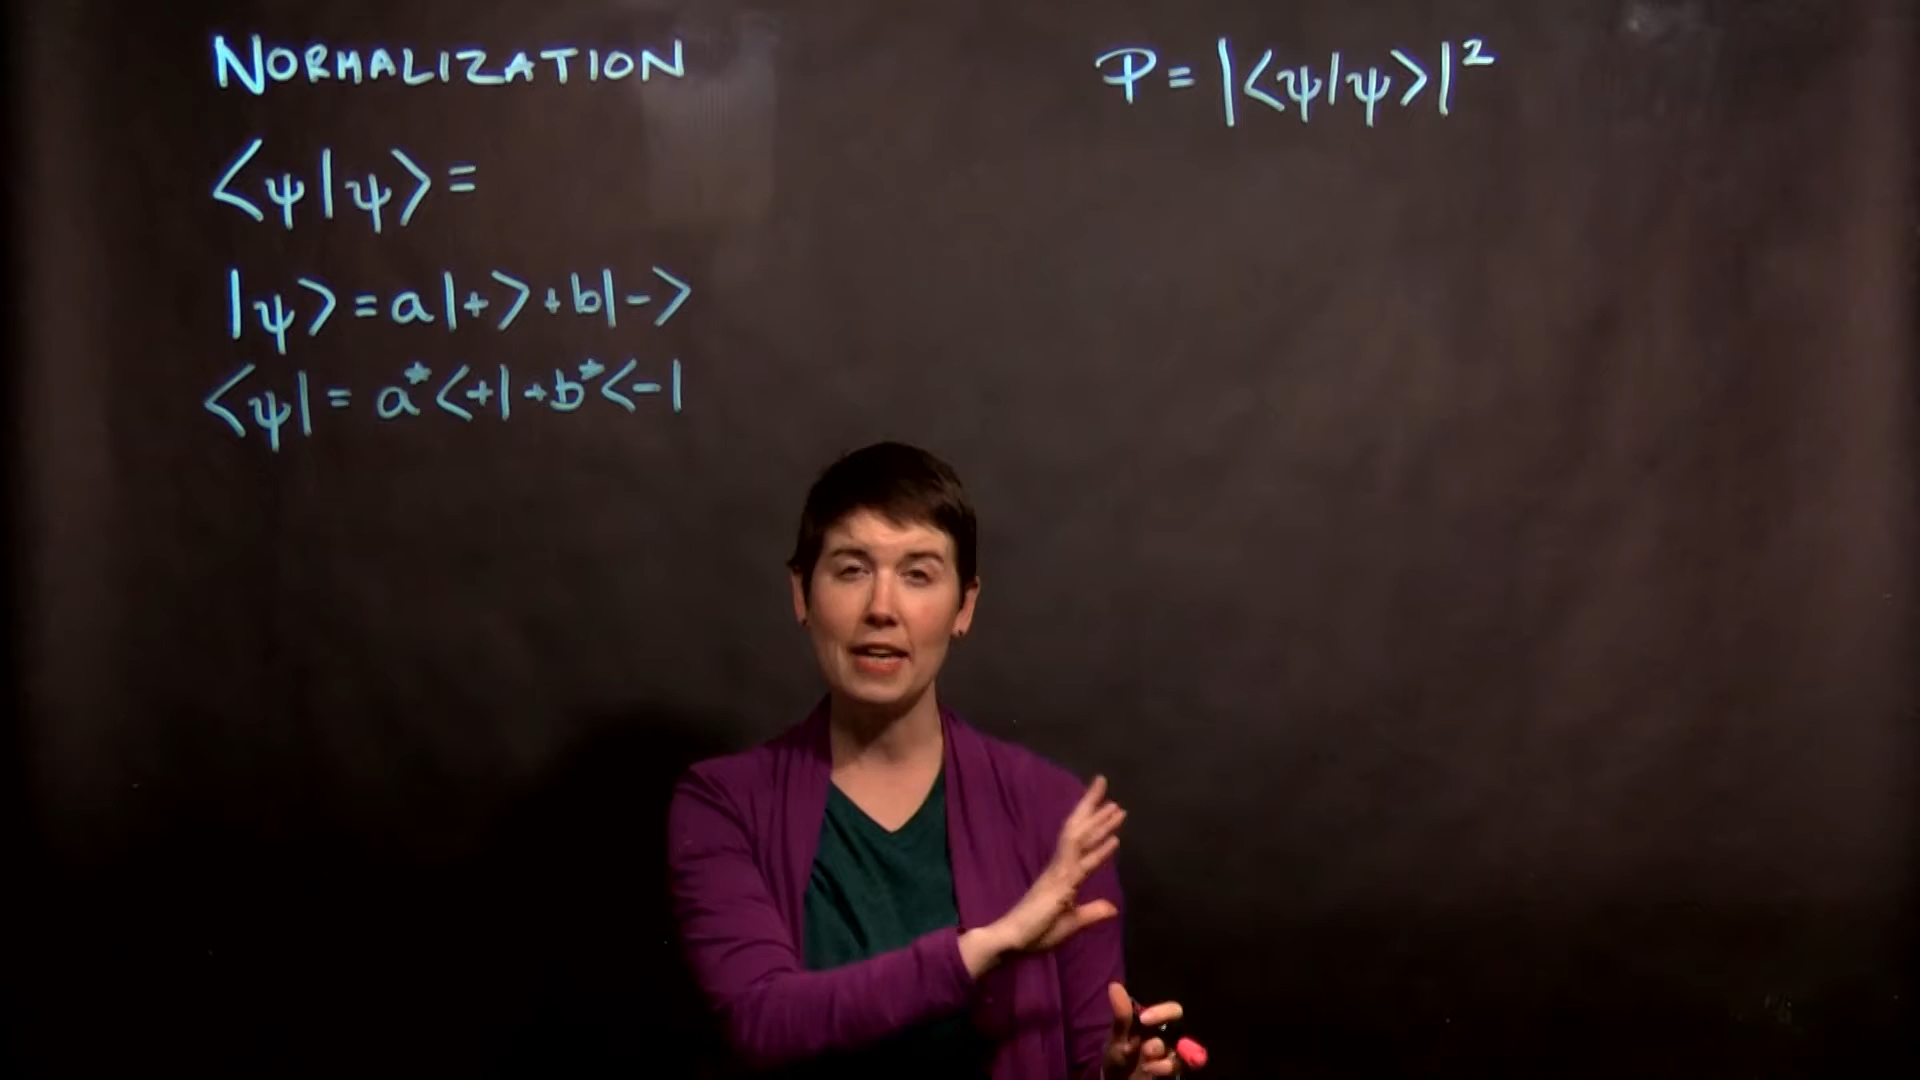 NORMALIZATION
P = |<ψ|ψ>|²
<ψ|ψ> =
|ψ> = a|+> + b|->
<ψ| = a*<+| + b*<-|